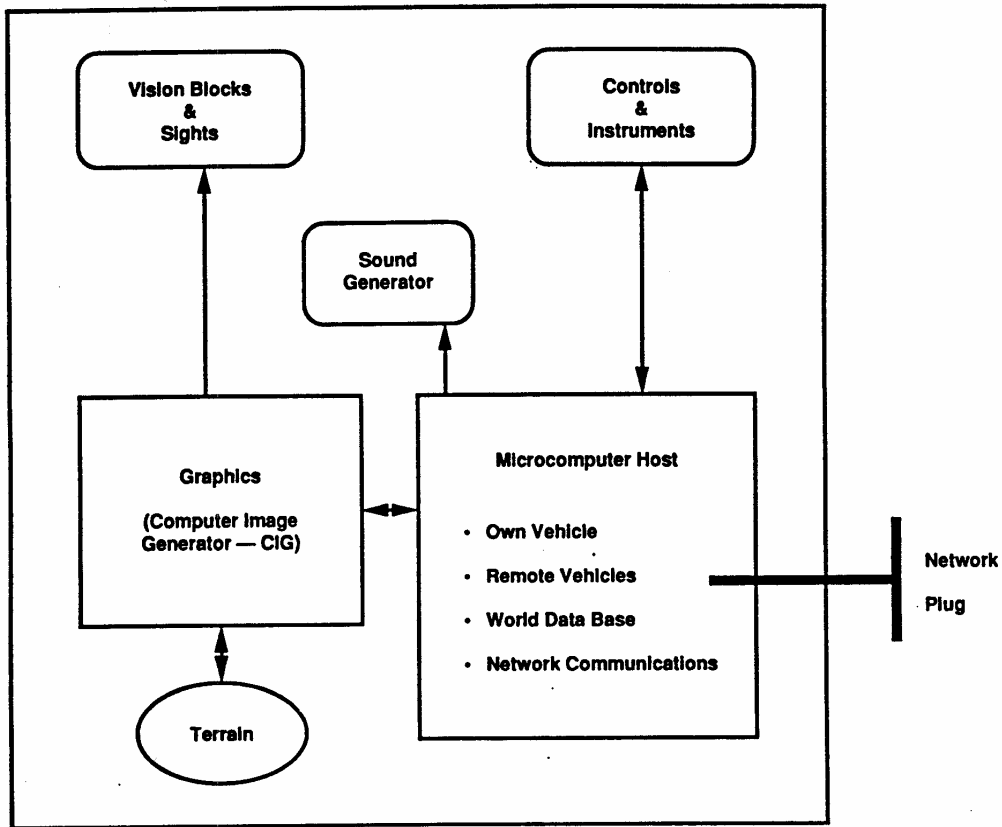 Vision Blocks
&
Sights
Controls
&
Instruments
Sound
Generator
Graphics
(Computer Image
Generator — CIG)
Microcomputer Host
• Own Vehicle
• Remote Vehicles
• World Data Base
• Network Communications
Network
Plug
Terrain